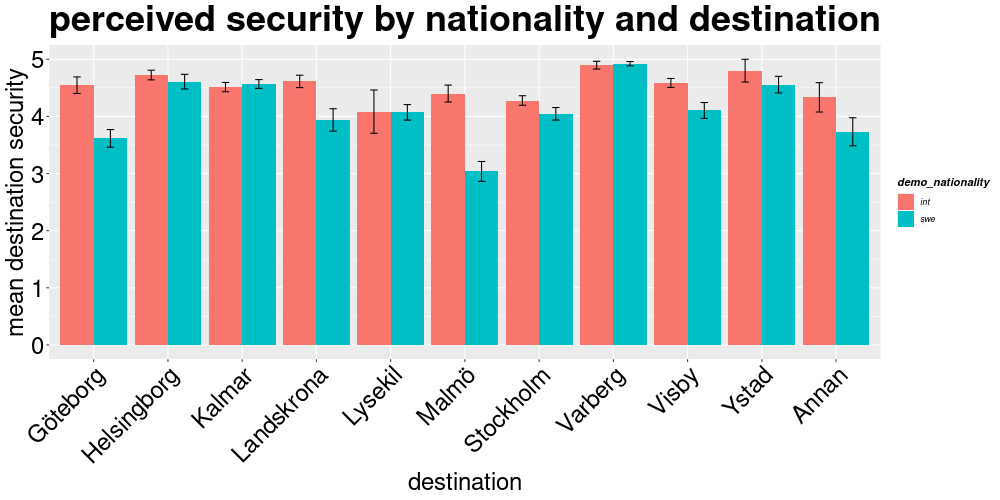 perceived security by nationality and destination
mean destination security
5
4
3
2
1
0
Göteborg
Helsingborg
Kalmar
Landskrona
Lysekil
Malmö
Stockholm
Varberg
Visby
Ystad
Annan
destination
demo_nationality
int
swe